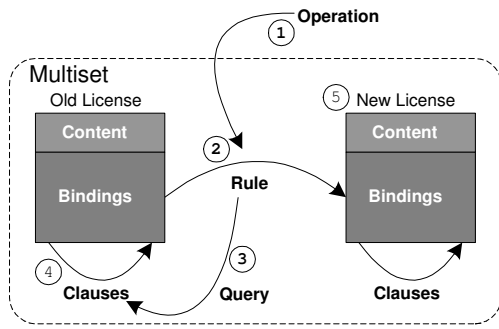 1
Operation
Multiset
Old License
5 New License
Content
Content
2
Bindings
Rule
Bindings
3
4
Clauses
Query
Clauses